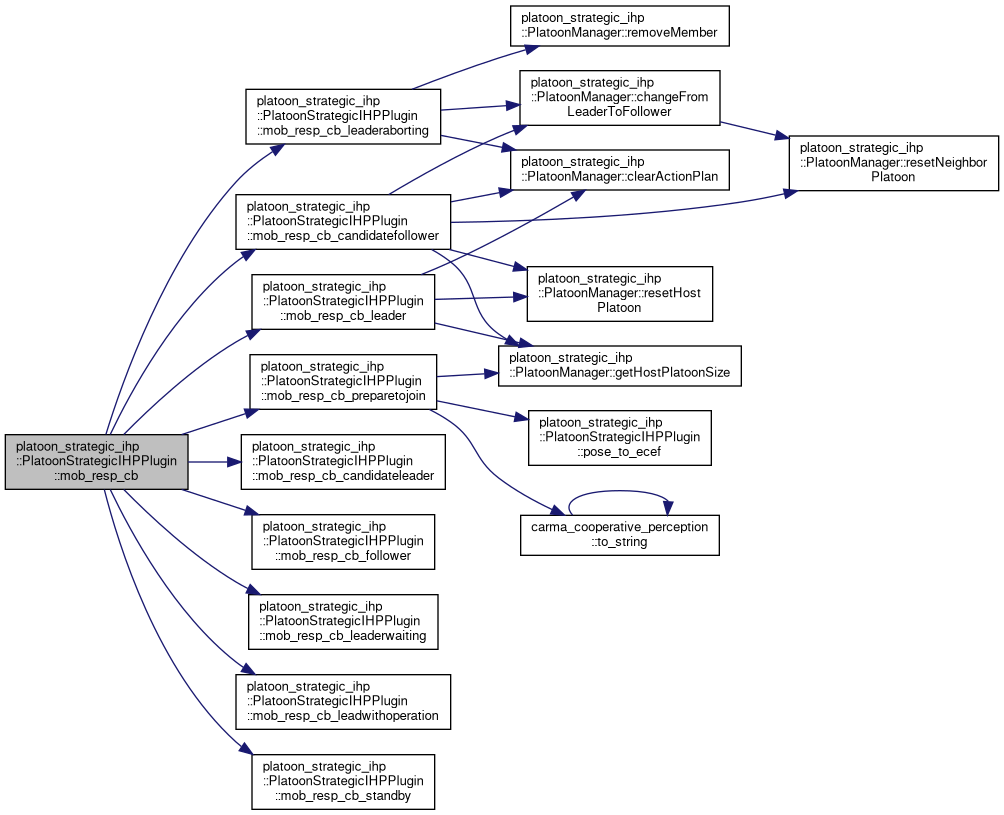 platoon_strategic_ihp
::PlatoonStrategicIHPPlugin
::mob_resp_cb
platoon_strategic_ihp
::PlatoonStrategicIHPPlugin
::mob_resp_cb_leaderaborting
platoon_strategic_ihp
::PlatoonStrategicIHPPlugin
::mob_resp_cb_candidatefollower
platoon_strategic_ihp
::PlatoonStrategicIHPPlugin
::mob_resp_cb_leader
platoon_strategic_ihp
::PlatoonStrategicIHPPlugin
::mob_resp_cb_preparetojoin
platoon_strategic_ihp
::PlatoonStrategicIHPPlugin
::mob_resp_cb_candidateleader
platoon_strategic_ihp
::PlatoonStrategicIHPPlugin
::mob_resp_cb_follower
platoon_strategic_ihp
::PlatoonStrategicIHPPlugin
::mob_resp_cb_leaderwaiting
platoon_strategic_ihp
::PlatoonStrategicIHPPlugin
::mob_resp_cb_leadwithoperation
platoon_strategic_ihp
::PlatoonStrategicIHPPlugin
::mob_resp_cb_standby
platoon_strategic_ihp
::PlatoonManager::removeMember
platoon_strategic_ihp
::PlatoonManager::changeFrom
LeaderToFollower
platoon_strategic_ihp
::PlatoonManager::clearActionPlan
platoon_strategic_ihp
::PlatoonManager::resetHost
Platoon
platoon_strategic_ihp
::PlatoonManager::getHostPlatoonSize
platoon_strategic_ihp
::PlatoonStrategicIHPPlugin
::pose_to_ecef
carma_cooperative_perception
::to_string
platoon_strategic_ihp
::PlatoonManager::resetNeighbor
Platoon